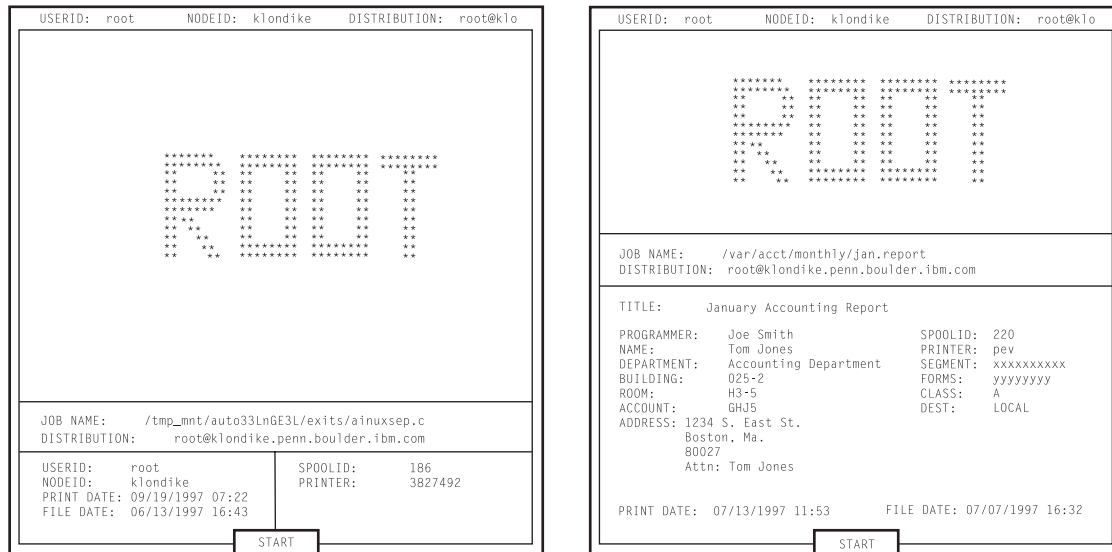 USERID: root NODEID: klondike DISTRIBUTION: root@klo
ROOT
JOB NAME: /tmp_mnt/auto33LnGE3L/exits/ainuxsep.c
DISTRIBUTION: root@klondike.penn.boulder.ibm.com
USERID: root
NODEID: klondike
PRINT DATE: 09/19/1997 07:22
FILE DATE: 06/13/1997 16:43
SPOOLID: 186
PRINTER: 3827492
START
USERID: root NODEID: klondike DISTRIBUTION: root@klo
ROOT
JOB NAME: /var/acct/monthly/jan.report
DISTRIBUTION: root@klondike.penn.boulder.ibm.com
TITLE: January Accounting Report
PROGRAMMER: Joe Smith
NAME: Tom Jones
DEPARTMENT: Accounting Department
BUILDING: 025-2
ROOM: H3-5
ACCOUNT: GHJ5
ADDRESS: 1234 S. East St.
Boston, Ma.
80027
Attn: Tom Jones
SPOOLID: 220
PRINTER: pev
SEGMENT: xxxxxxxxxx
FORMS: yyyyyyyy
CLASS: A
DEST: LOCAL
PRINT DATE: 07/13/1997 11:53 FILE DATE: 07/07/1997 16:32
START